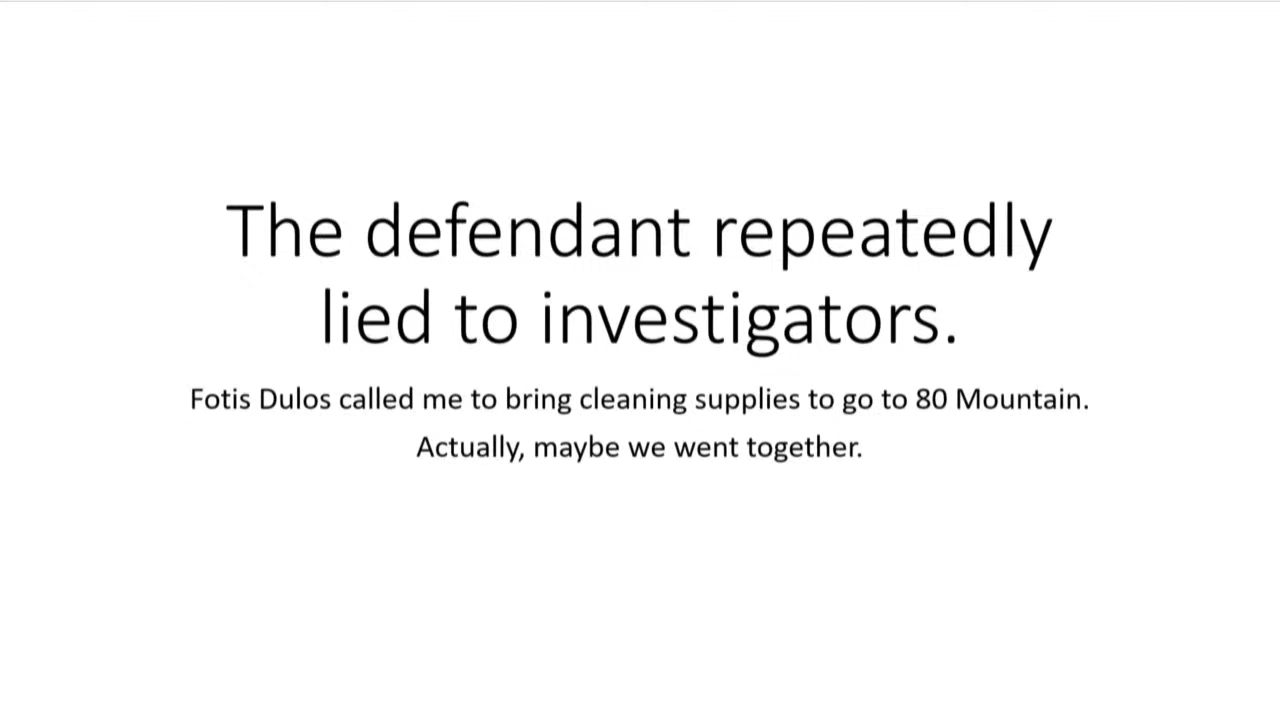 The defendant repeatedly
lied to investigators.
Fotis Dulos called me to bring cleaning supplies to go to 80 Mountain.
Actually, maybe we went together.